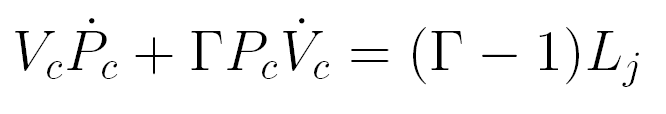 $V_c \dot{P}_c + \Gamma P_c \dot{V}_c = (\Gamma - 1) L_j$